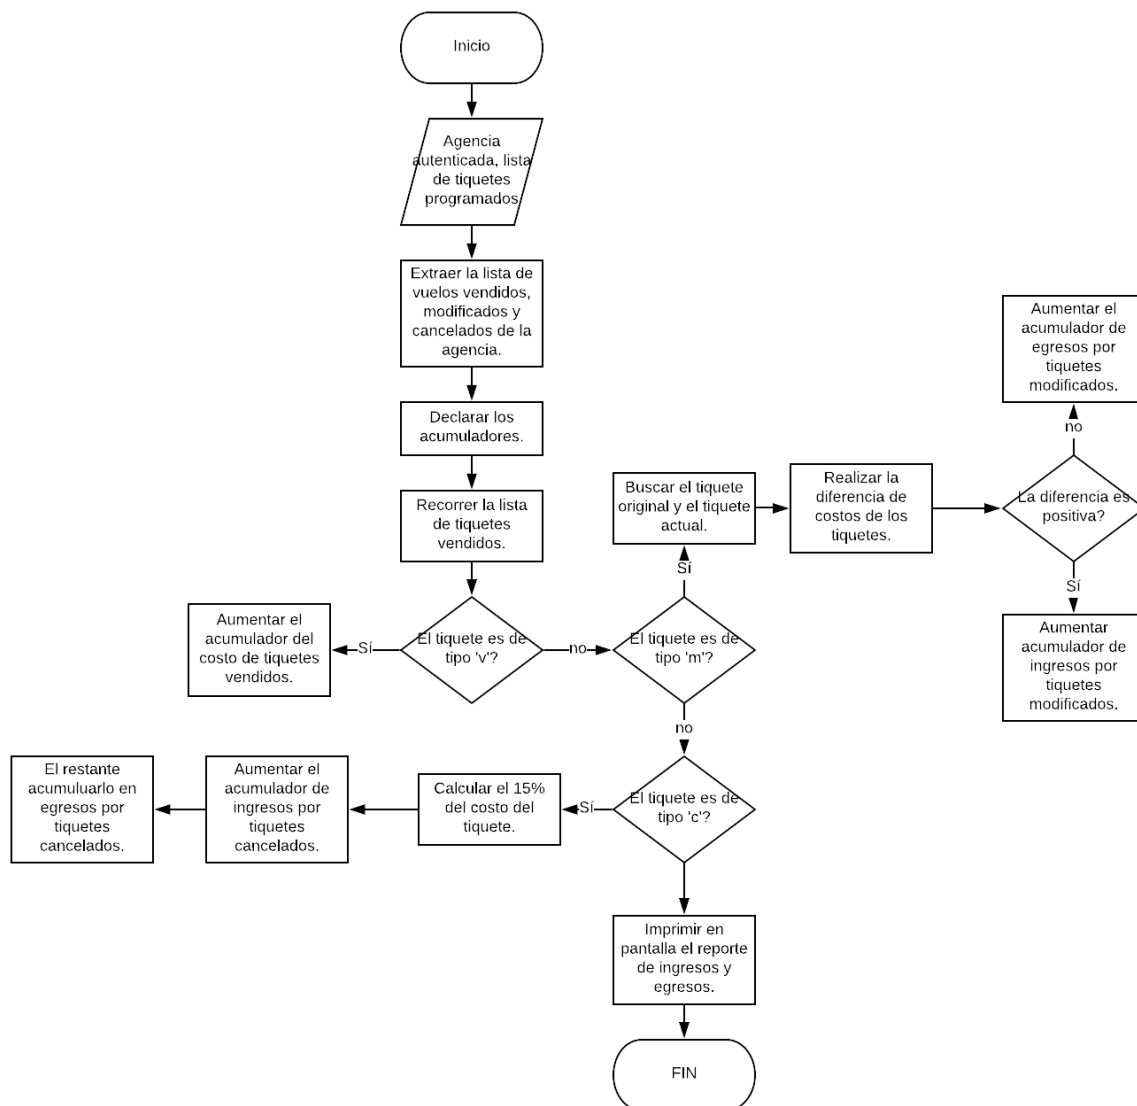 Inicio
Agencia
autenticada, lista
de tiquetes
programados
Extraer la lista de
vuelos vendidos,
modificados y
cancelados de la
agencia.
Declarar los
acumuladores.
Recorrer la lista
de tiquetes
vendidos.
El tiquete es de
tipo 'v'?
Sí
Aumentar el
acumulador del
costo de tiquetes
vendidos.
no
El tiquete es de
tipo 'm'?
Sí
Buscar el tiquete
original y el tiquete
actual.
Realizar la
diferencia de
costos de los
tiquetes.
La diferencia es
positiva?
no
Aumentar el
acumulador de
egresos por
tiquetes
modificados.
Sí
Aumentar
acumulador de
ingresos por
tiquetes
modificados.
no
El tiquete es de
tipo 'c'?
Sí
Calcular el 15%
del costo del
tiquete.
Aumentar el
acumulador de
ingresos por
tiquetes
cancelados.
El restante
acumuluarlo en
egresos por
tiquetes
cancelados.
Imprimir en
pantalla el reporte
de ingresos y
egresos.
FIN